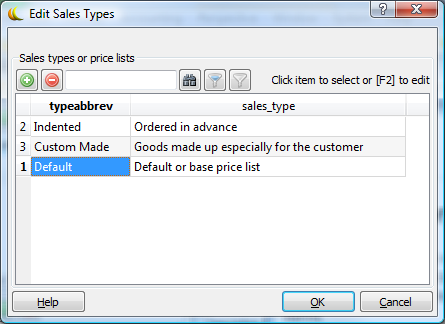 Edit Sales Types
Sales types or price lists
Click item to select or [F2] to edit
typeabbrev sales_type
2 Indented Ordered in advance
3 Custom Made Goods made up especially for the customer
1 Default Default or base price list
Help OK Cancel